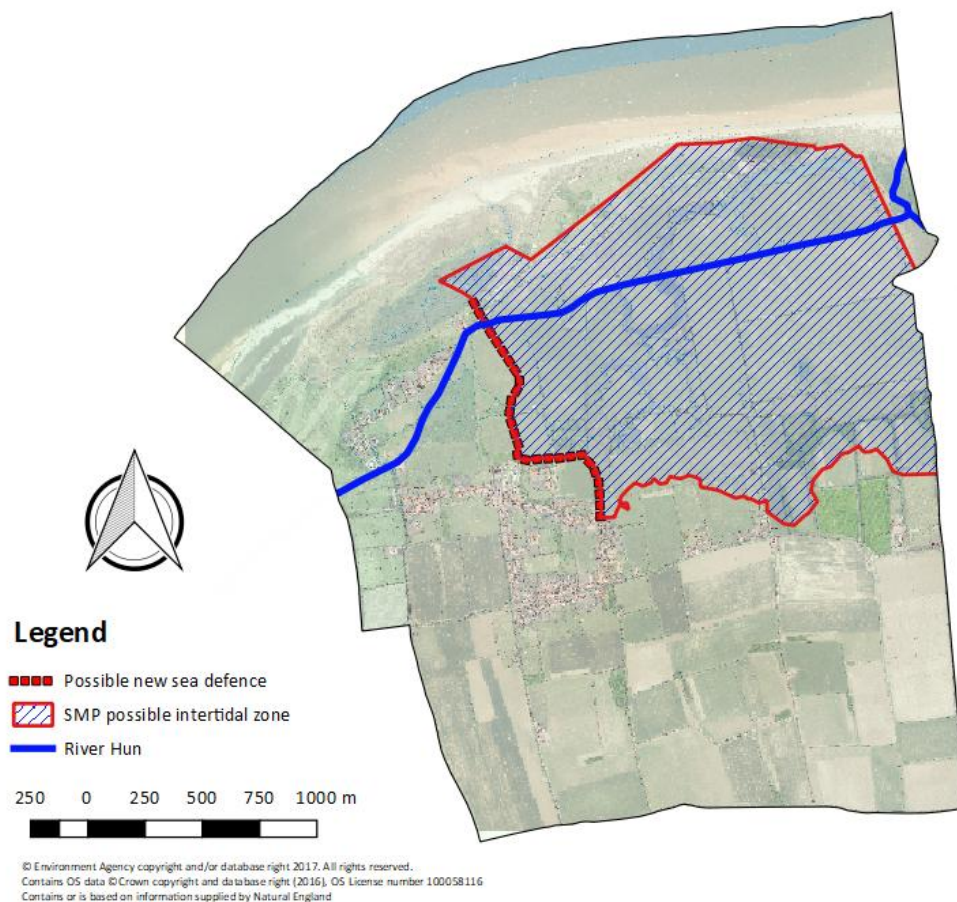 Legend
Possible new sea defence
SMP possible intertidal zone
River Hun
250 0 250 500 750 1000 m
© Environment Agency copyright and/or database right 2017. All rights reserved.
Contains OS data © Crown copyright and database right (2016), OS License number 100058116
Contains or is based on information supplied by Natural England